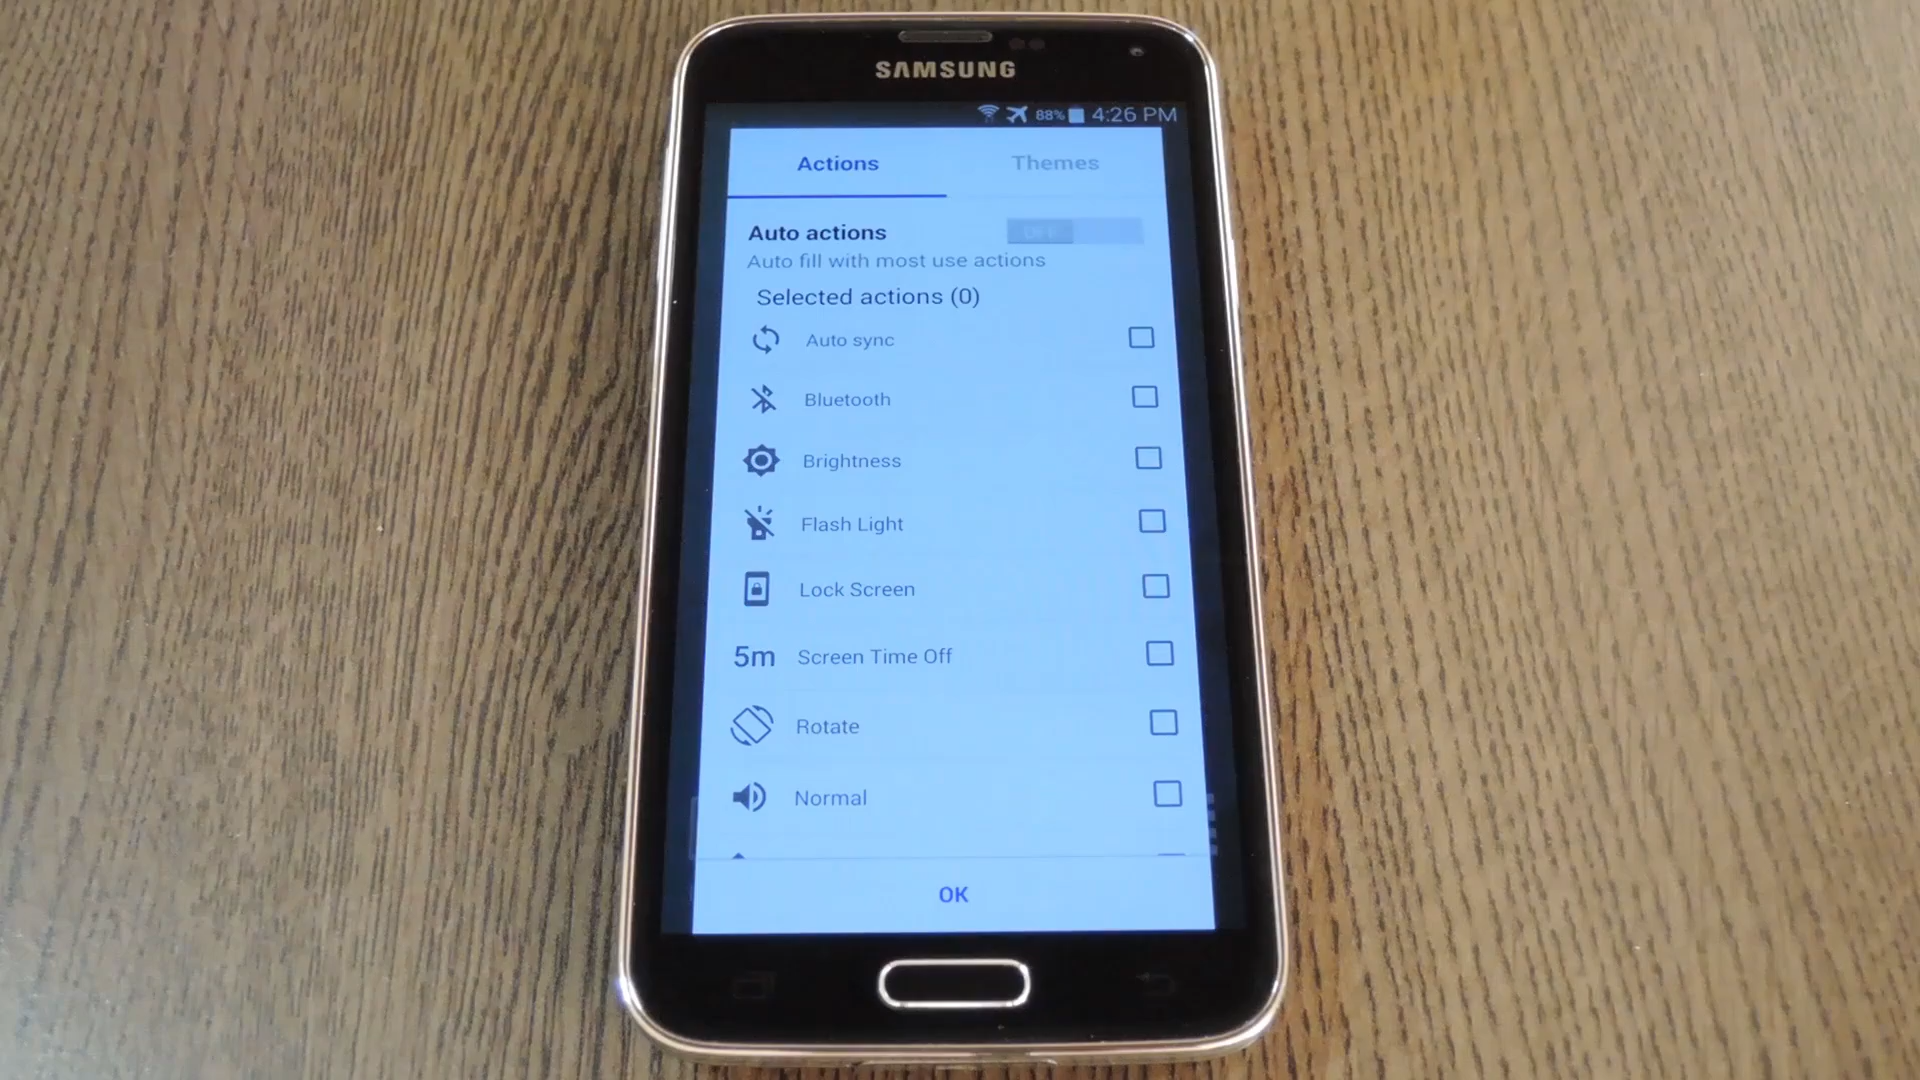 SAMSUNG
88% 4:26 PM
Actions Themes
Auto actions OFF
Auto fill with most use actions
Selected actions (0)
Auto sync
Bluetooth
Brightness
Flash Light
Lock Screen
5m Screen Time Off
Rotate
Normal
OK